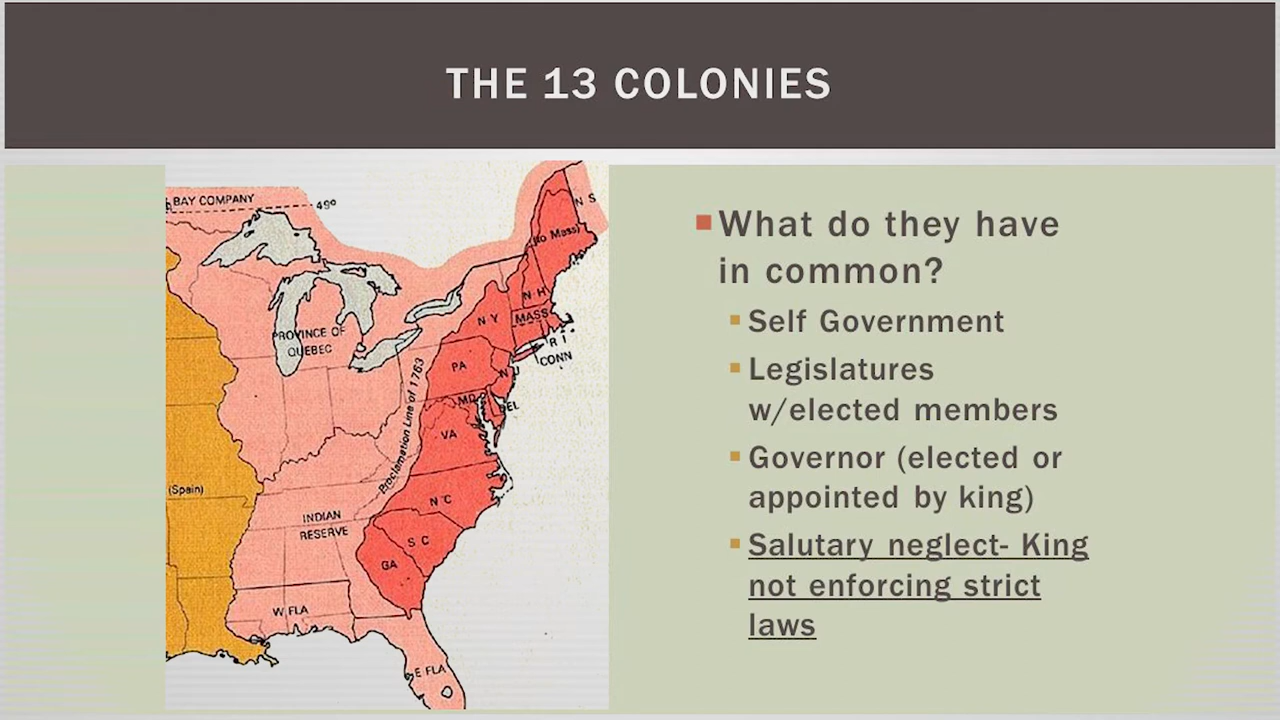 THE 13 COLONIES
BAY COMPANY
49º
N S
(to Mass)
N H
N Y
MASS
R I
CONN
PROVINCE OF
QUEBEC
PA
N J
MD
DEL
Proclamation Line of 1763
VA
(Spain)
N C
INDIAN
RESERVE
S C
GA
W FLA
E FLA
What do they have
in common?
Self Government
Legislatures
w/elected members
Governor (elected or
appointed by king)
Salutary neglect- King
not enforcing strict
laws